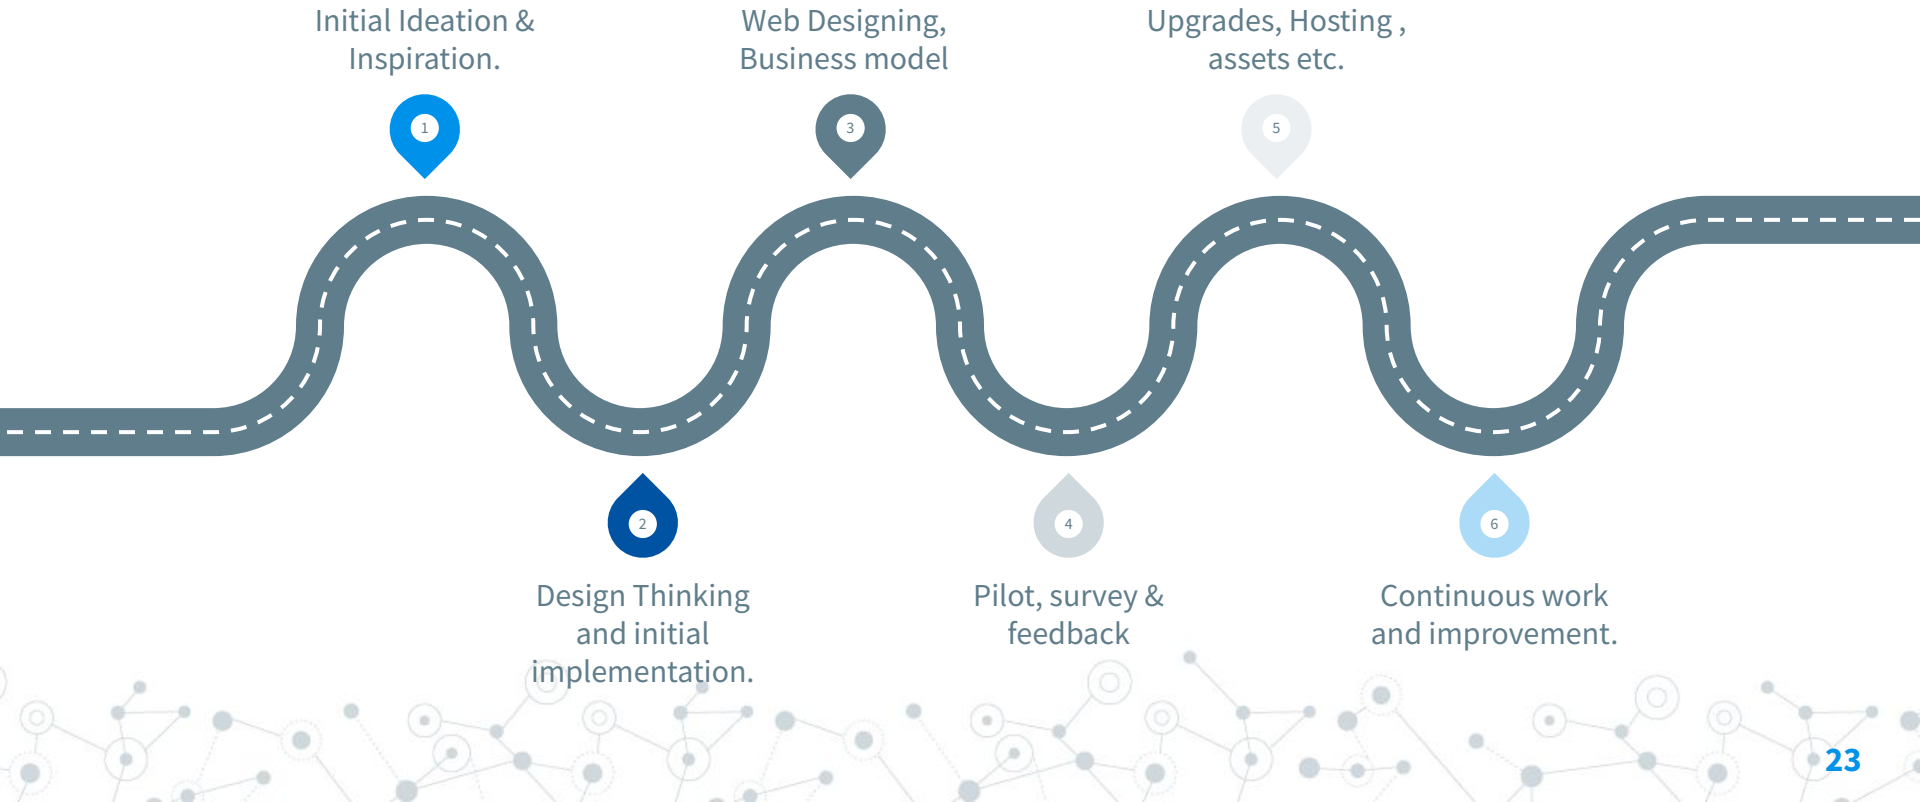 Initial Ideation &
Inspiration.
1
Web Designing,
Business model
3
Upgrades, Hosting ,
assets etc.
5
2
Design Thinking
and initial
implementation.
4
Pilot, survey &
feedback
6
Continuous work
and improvement.
23